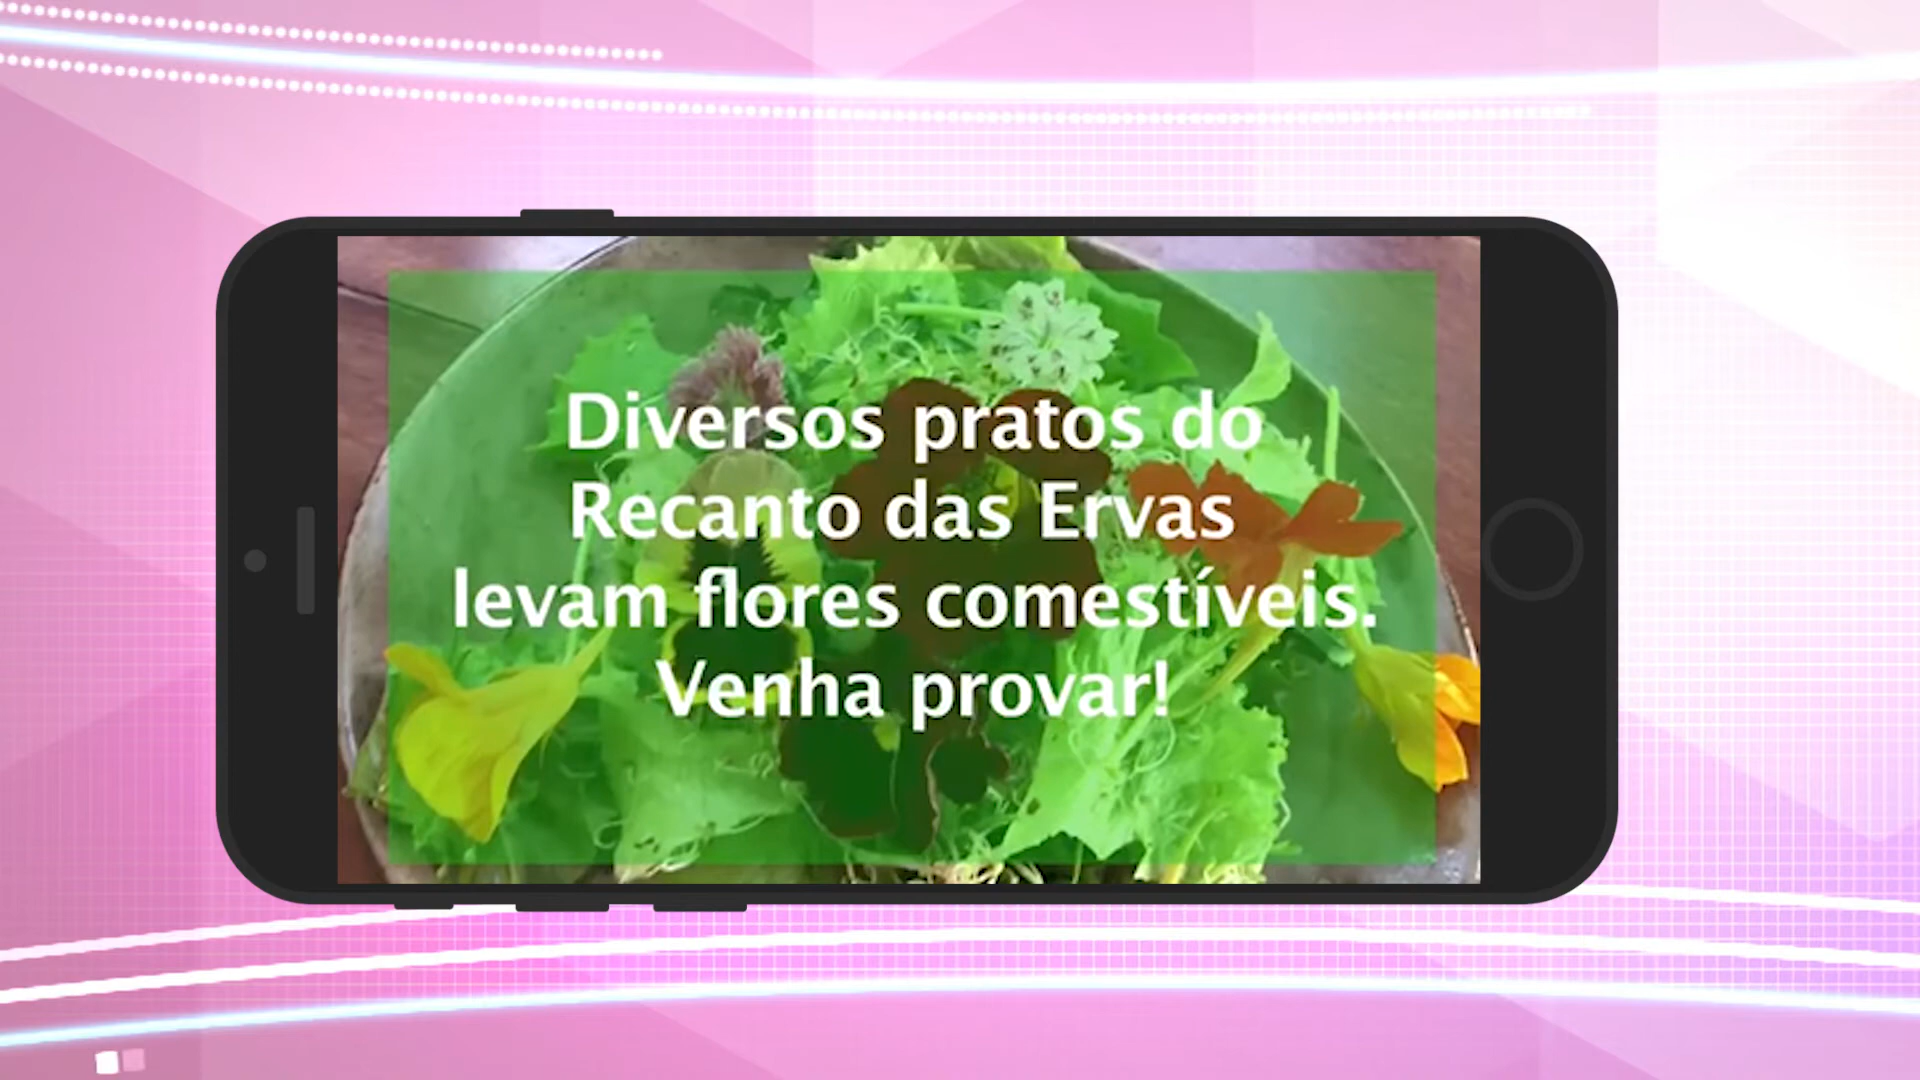 Diversos pratos do
Recanto das Ervas
levam flores comestíveis.
Venha provar!